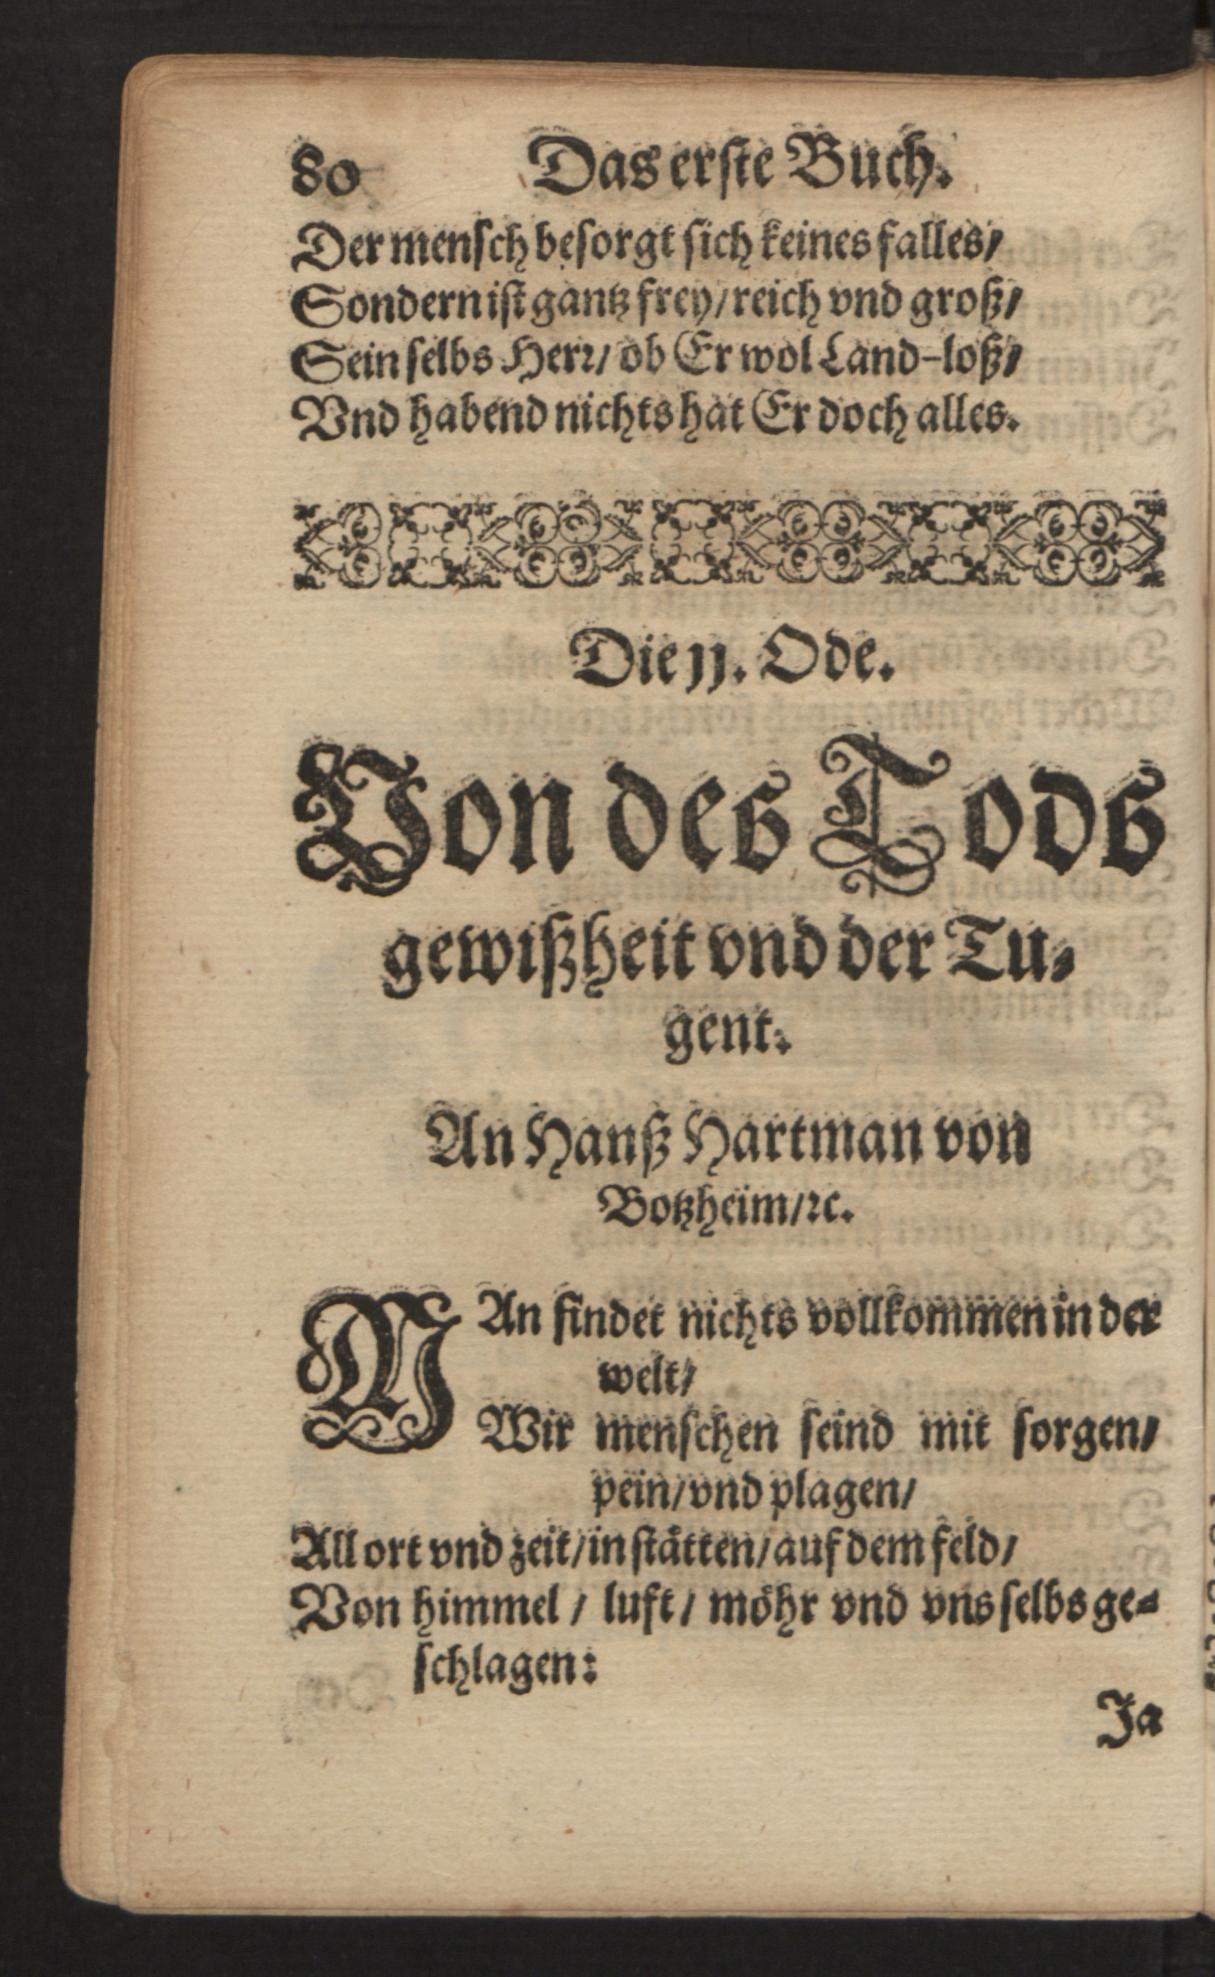 80 Das erste Buch.
Der mensch besorgt sich keines falles/
Sondern ist gantz frey/ reich vnd groß/
Sein selbs Herr/ ob Er wol Land-loß/
Vnd habend nichts hat Er doch alles.
Die 11. Ode.
Von des Tods
gewißheit vnd der Tu-
gent.
An Hanß Hartman von
Botzheim/ ꝛc.
MAn findet nichts vollkommen in der
welt/
Wir menschen seind mit sorgen/
pein/ vnd plagen/
All ort vnd zeit/ in stätten/ auf dem feld/
Von himmel / luft / möhr vnd vns selbs ge-
schlagen:
Ja